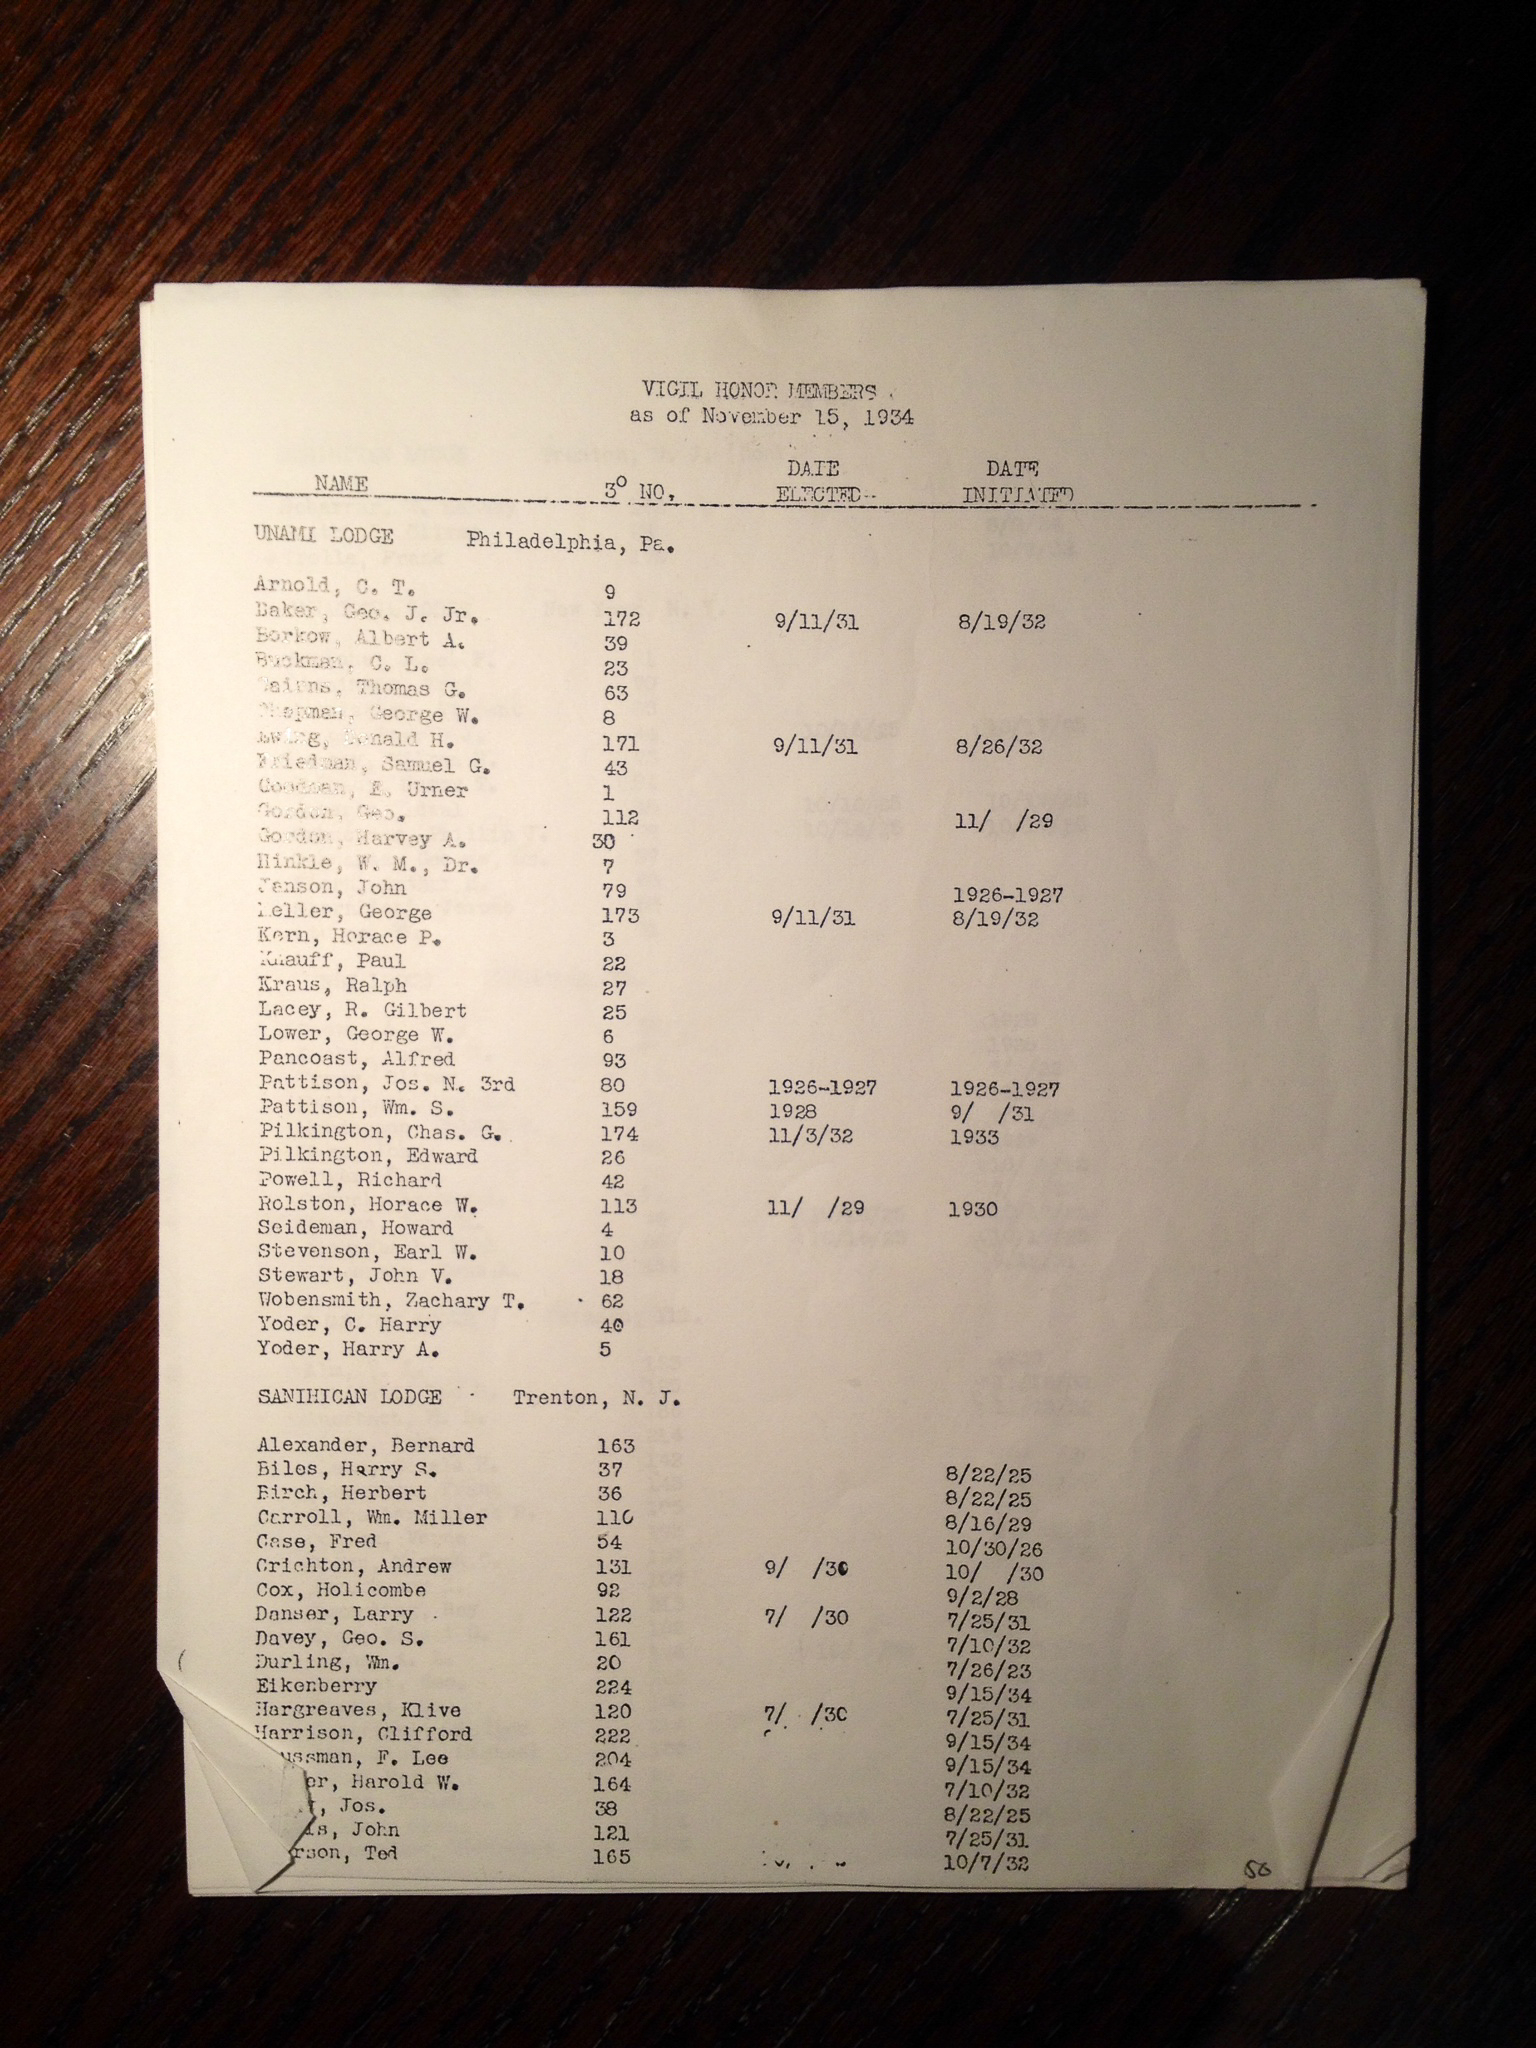 VIGIL HONOR MEMBERS
as of November 15, 1934
NAME 3° NO. DATE ELECTED DATE INITIATED
UNAMI LODGE Philadelphia, Pa.
Arnold, C. T. 9
Baker, Geo. J. Jr. 172 9/11/31 8/19/32
Borkow, Albert A. 39
Buckman, C. L. 23
Cairns, Thomas G. 63
Chapman, George W. 8
Ewing, Donald H. 171 9/11/31 8/26/32
Friedman, Samuel G. 43
Goodman, E. Urner 1
Gordon, Geo. 112 11/ /29
Gordon, Harvey A. 30
Hinkle, W. M., Dr. 7
Janson, John 79 1926-1927
Keller, George 173 9/11/31 8/19/32
Kern, Horace P. 3
Knauff, Paul 22
Kraus, Ralph 27
Lacey, R. Gilbert 25
Lower, George W. 6
Pancoast, Alfred 93
Pattison, Jos. N. 3rd 80 1926-1927 1926-1927
Pattison, Wm. S. 159 1928 9/ /31
Pilkington, Chas. G. 174 11/3/32 1933
Pilkington, Edward 26
Powell, Richard 42
Rolston, Horace W. 113 11/ /29 1930
Seideman, Howard 4
Stevenson, Earl W. 10
Stewart, John V. 18
Wobensmith, Zachary T. 62
Yoder, C. Harry 40
Yoder, Harry A. 5
SANIHICAN LODGE Trenton, N. J.
Alexander, Bernard 163
Biles, Harry S. 37 8/22/25
Birch, Herbert 36 8/22/25
Carroll, Wm. Miller 110 8/16/29
Case, Fred 54 10/30/26
Crichton, Andrew 131 9/ /30 10/ /30
Cox, Holicombe 92 9/2/28
Danser, Larry 122 7/ /30 7/25/31
Davey, Geo. S. 161 7/10/32
Durling, Wm. 20 7/26/23
Eikenberry 224 9/15/34
Hargreaves, Klive 120 7/ /30 7/25/31
Harrison, Clifford 222 9/15/34
F. Lee 204 9/15/34
Harold W. 164 7/10/32
Jos. 38 8/22/25
John 121 7/25/31
Ted 165 10/7/32
50